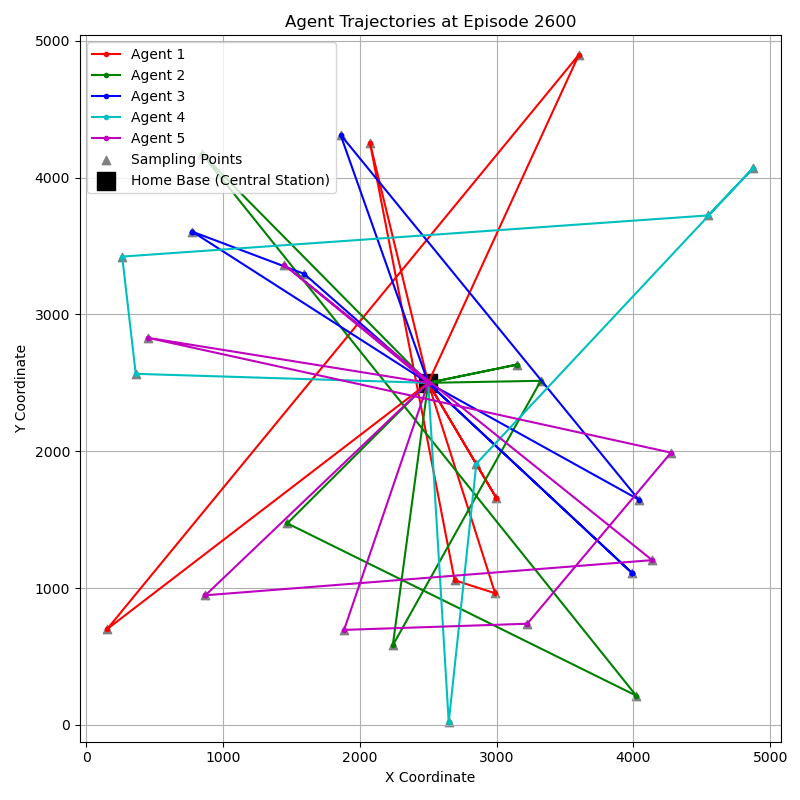 Agent Trajectories at Episode 2600
5000
4000
3000
2000
1000
0
Y Coordinate
Agent 1
Agent 2
Agent 3
Agent 4
Agent 5
Sampling Points
Home Base (Central Station)
0 1000 2000 3000 4000 5000
X Coordinate